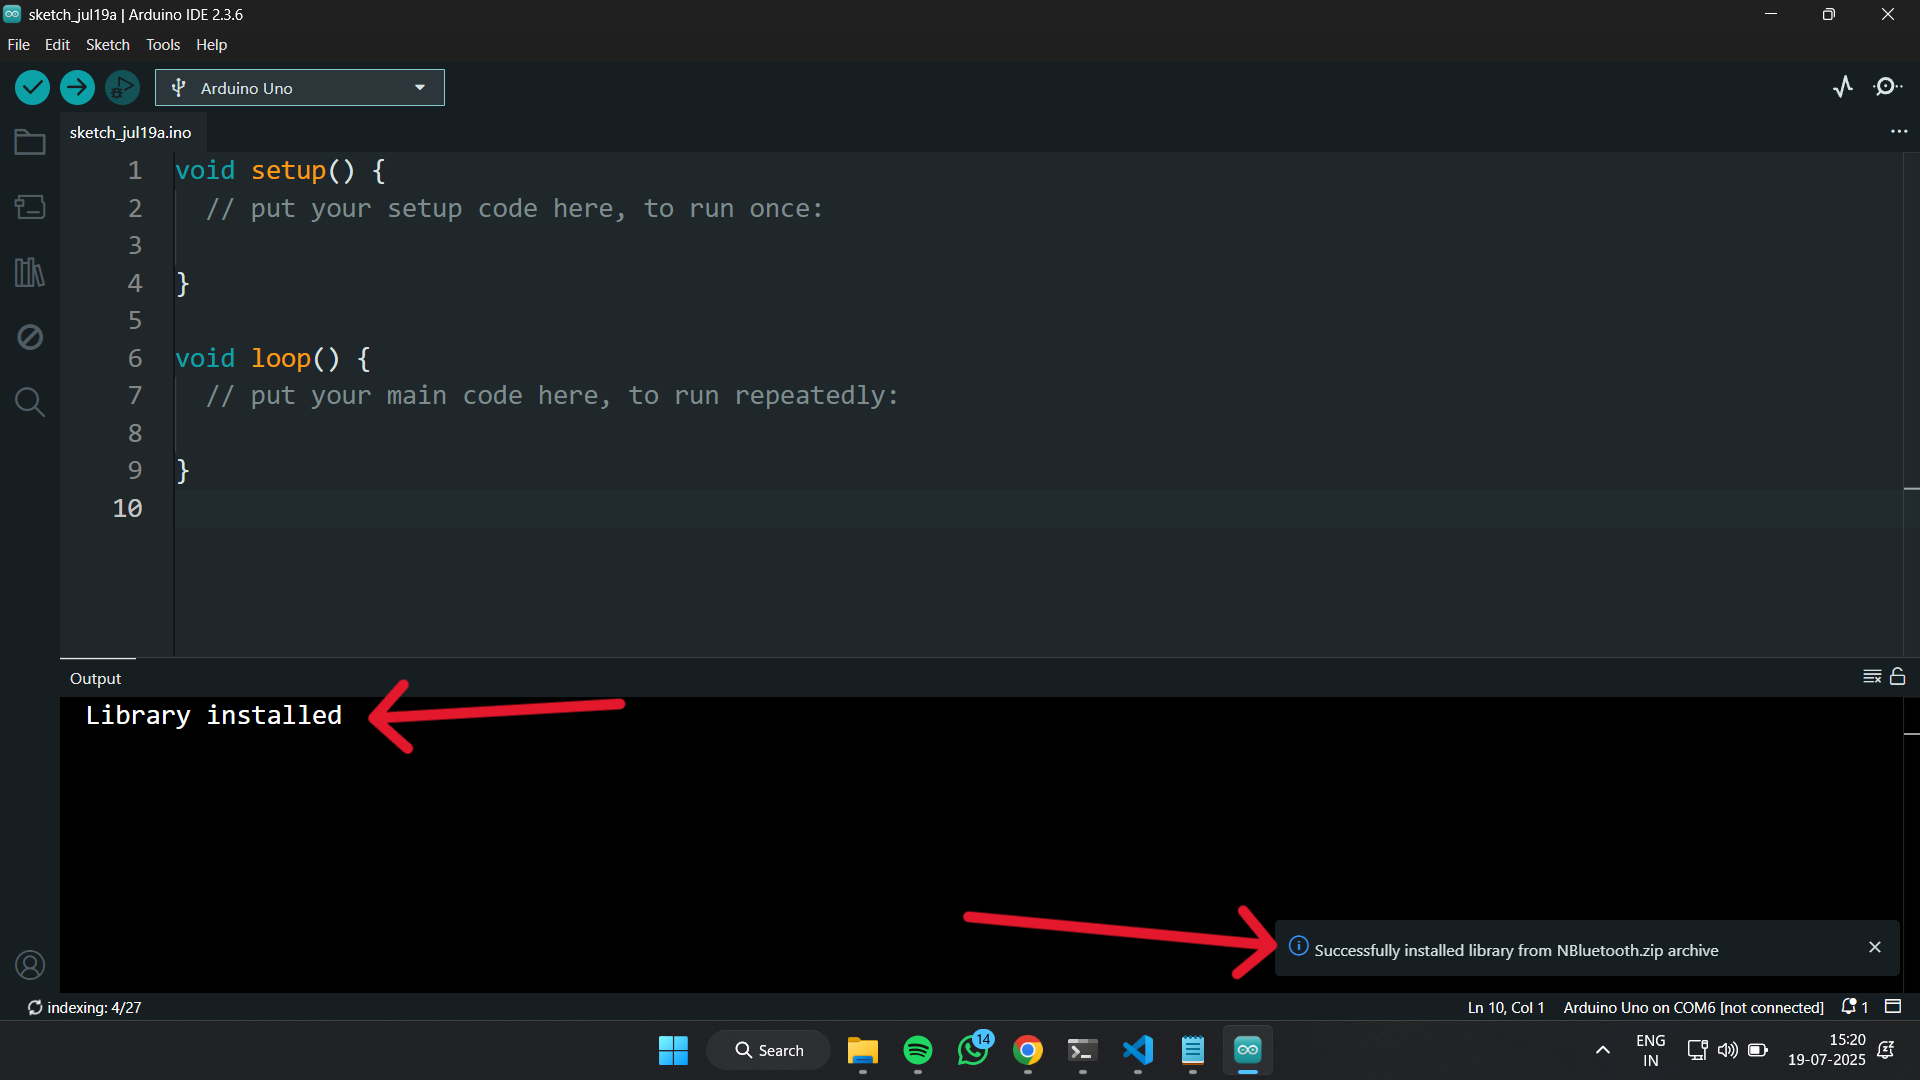 sketch_jul19a | Arduino IDE 2.3.6
File Edit Sketch Tools Help
Arduino Uno
sketch_jul19a.ino
1 void setup() {
2 // put your setup code here, to run once:
3
4 }
5
6 void loop() {
7 // put your main code here, to run repeatedly:
8
9 }
10
Output
Library installed
Successfully installed library from NBluetooth.zip archive
indexing: 4/27
Ln 10, Col 1 Arduino Uno on COM6 [not connected] 1
Search
14
ENG
IN
15:20
19-07-2025